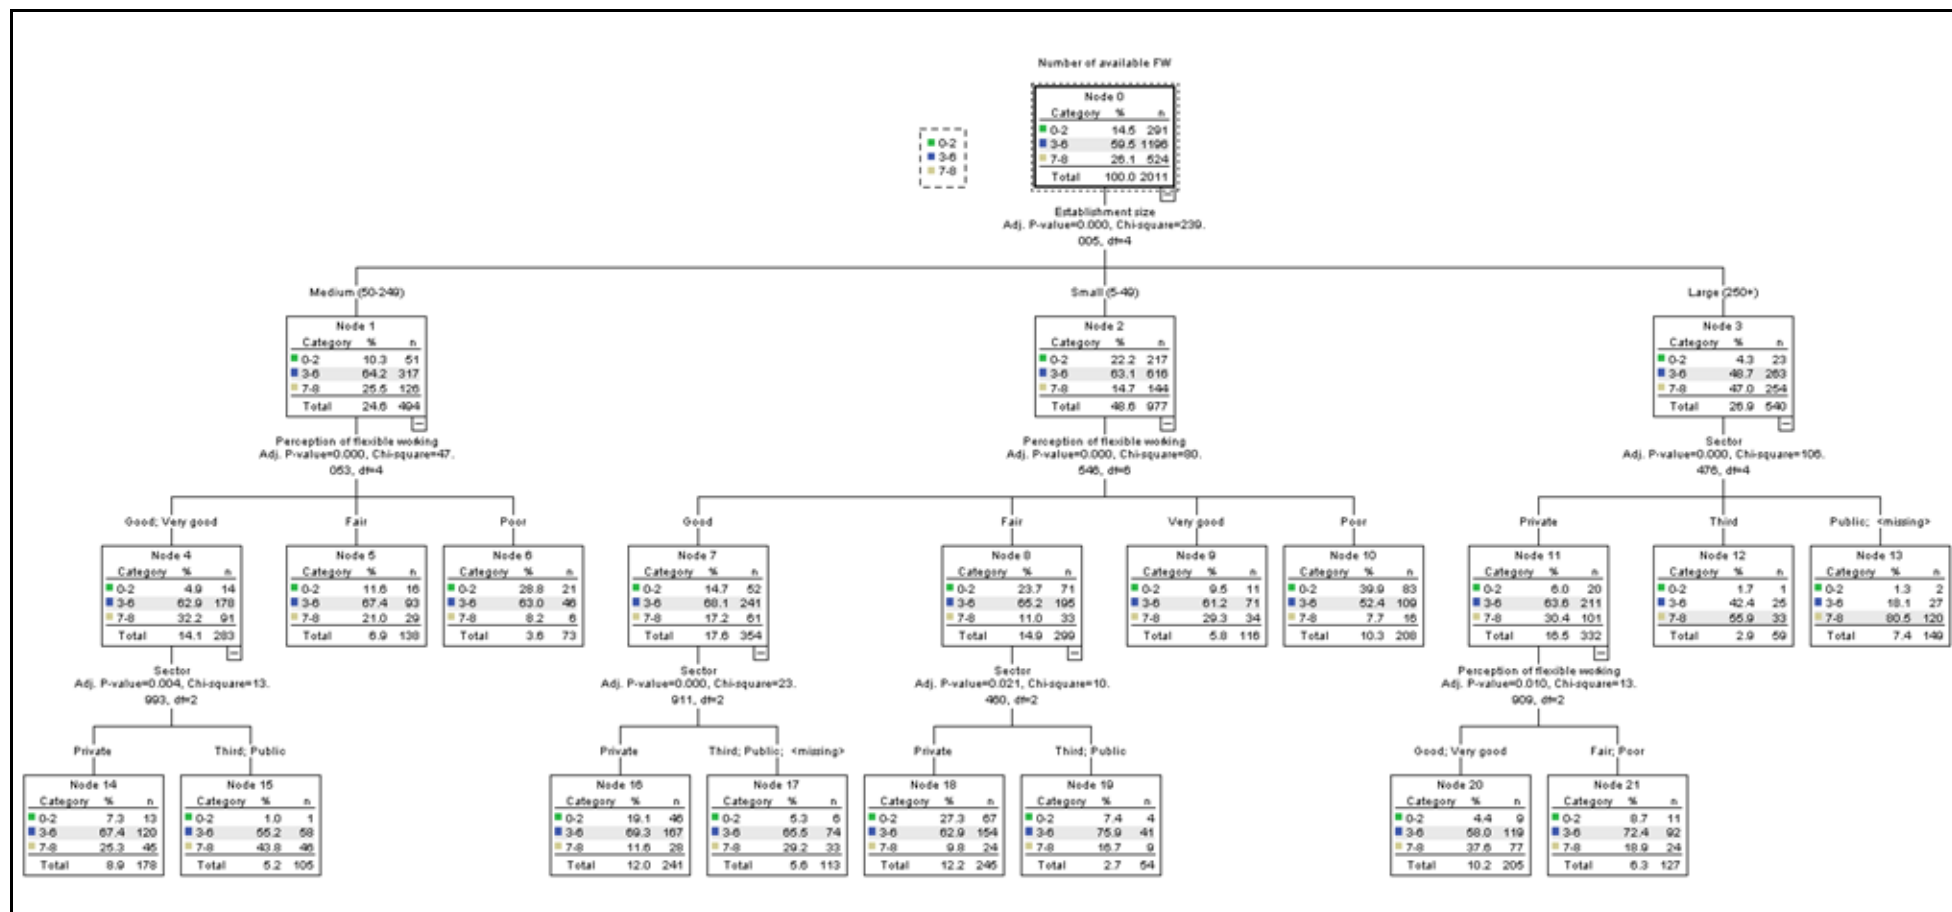 Number of available FW
Node 0
Category % n
0-2 14.5 291
3-6 59.5 1196
7-8 26.1 524
Total 100.0 2011
0-2
3-6
7-8
Establishment size
Adj. P-value=0.000, Chi-square=239.
005, df=4
Medium (50-249)
Small (5-49)
Large (250+)
Node 1
Category % n
0-2 10.3 51
3-6 64.2 317
7-8 25.5 126
Total 24.6 494
Node 2
Category % n
0-2 22.2 217
3-6 63.1 616
7-8 14.7 144
Total 48.6 977
Node 3
Category % n
0-2 4.3 23
3-6 48.7 263
7-8 47.0 254
Total 26.9 540
Perception of flexible working
Adj. P-value=0.000, Chi-square=47.
053, df=4
Perception of flexible working
Adj. P-value=0.000, Chi-square=80.
546, df=6
Sector
Adj. P-value=0.000, Chi-square=106.
476, df=4
Good; Very good
Fair
Poor
Good
Fair
Very good
Poor
Private
Third
Public; <missing>
Node 4
Category % n
0-2 4.9 14
3-6 62.9 178
7-8 32.2 91
Total 14.1 283
Node 5
Category % n
0-2 11.6 16
3-6 67.4 93
7-8 21.0 29
Total 6.9 138
Node 6
Category % n
0-2 28.8 21
3-6 63.0 46
7-8 8.2 6
Total 3.6 73
Node 7
Category % n
0-2 14.7 52
3-6 68.1 241
7-8 17.2 61
Total 17.6 354
Node 8
Category % n
0-2 23.7 71
3-6 65.2 195
7-8 11.0 33
Total 14.9 299
Node 9
Category % n
0-2 9.5 11
3-6 61.2 71
7-8 29.3 34
Total 5.8 116
Node 10
Category % n
0-2 39.9 83
3-6 52.4 109
7-8 7.7 16
Total 10.3 208
Node 11
Category % n
0-2 6.0 20
3-6 63.6 211
7-8 30.4 101
Total 16.5 332
Node 12
Category % n
0-2 1.7 1
3-6 42.4 25
7-8 55.9 33
Total 2.9 59
Node 13
Category % n
0-2 1.3 2
3-6 18.1 27
7-8 80.5 120
Total 7.4 149
Sector
Adj. P-value=0.004, Chi-square=13.
993, df=2
Sector
Adj. P-value=0.000, Chi-square=23.
911, df=2
Sector
Adj. P-value=0.021, Chi-square=10.
460, df=2
Perception of flexible working
Adj. P-value=0.010, Chi-square=13.
909, df=2
Private
Third; Public
Private
Third; Public; <missing>
Private
Third; Public
Good; Very good
Fair; Poor
Node 14
Category % n
0-2 7.3 13
3-6 67.4 120
7-8 25.3 45
Total 8.9 178
Node 15
Category % n
0-2 1.0 1
3-6 55.2 58
7-8 43.8 46
Total 5.2 105
Node 16
Category % n
0-2 19.1 46
3-6 69.3 167
7-8 11.6 28
Total 12.0 241
Node 17
Category % n
0-2 5.3 6
3-6 65.5 74
7-8 29.2 33
Total 5.6 113
Node 18
Category % n
0-2 27.3 67
3-6 62.9 154
7-8 9.8 24
Total 12.2 245
Node 19
Category % n
0-2 7.4 4
3-6 75.9 41
7-8 16.7 9
Total 2.7 54
Node 20
Category % n
0-2 4.4 9
3-6 58.0 119
7-8 37.6 77
Total 10.2 205
Node 21
Category % n
0-2 8.7 11
3-6 72.4 92
7-8 18.9 24
Total 6.3 127